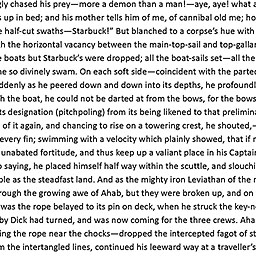 gly chased his prey—more a demon than a man!—aye, aye! what a
s up in bed; and his mother tells him of me, of cannibal old me; ho
e half-cut swaths—Starbuck!" But blanched to a corpse's hue with
h the horizontal vacancy between the main-top-sail and top-gallan
e boats but Starbuck's were dropped; all the boat-sails set—all the
ne so divinely swam. On each soft side—coincident with the parted
ddenly as he peered down and down into its depths, he profoundl
h the boat, he could not be darted at from the bows, for the bows
its designation (pitchpoling) from its being likened to that prelimina
of it again, and chancing to rise on a towering crest, he shouted,—
every fin; swimming with a velocity which plainly showed, that if n
unabated fortitude, and thus keep up a valiant place in his Captai
o saying, he placed himself half way within the scuttle, and slouchi
ble as the steadfast land. And as the mighty iron Leviathan of the m
rough the growing awe of Ahab, but they were broken up, and on
was the rope belayed to its pin on deck, when he struck the key-n
by Dick had turned, and was now coming for the three crews. Aha
ing the rope near the chocks—dropped the intercepted fagot of st
m the intertangled lines, continued his leeward way at a traveller's